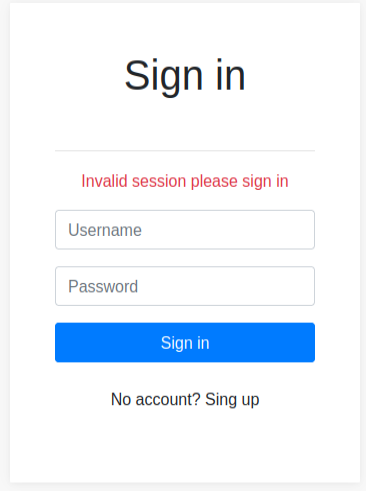 Sign in
Invalid session please sign in
Username
Password
Sign in
No account? Sing up